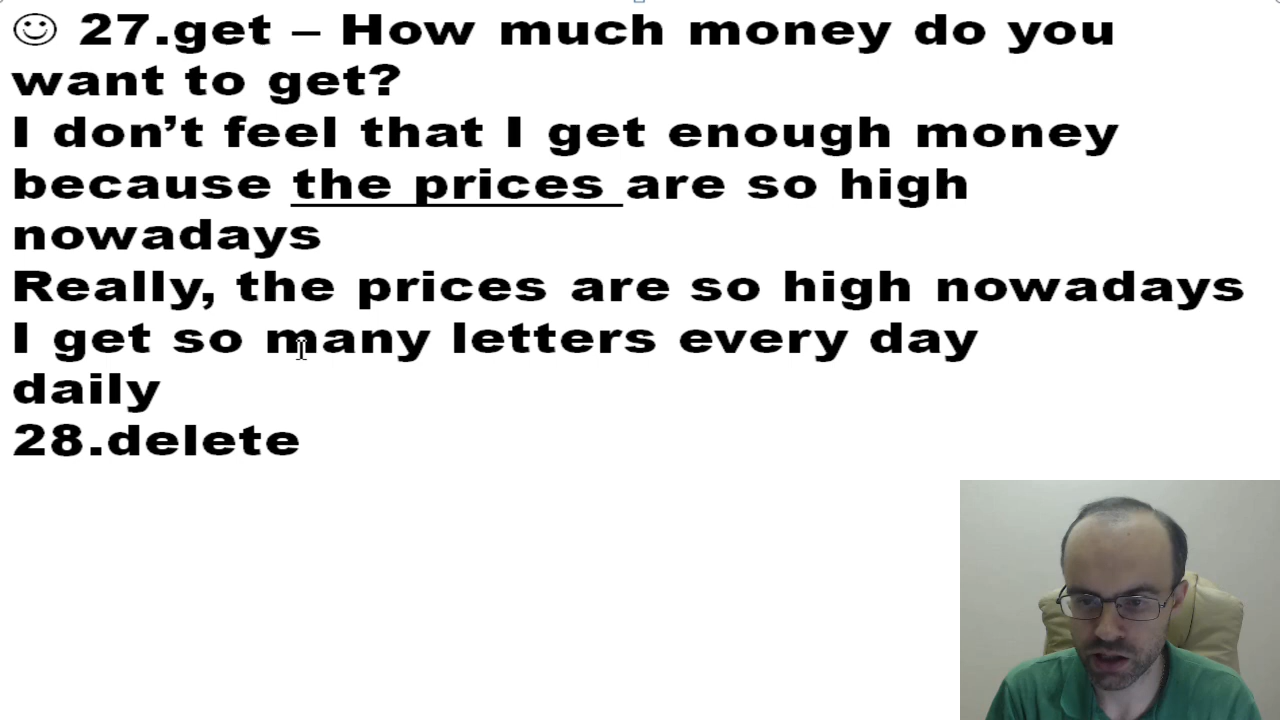 ☺ 27.get – How much money do you
want to get?
I don’t feel that I get enough money
because the prices are so high
nowadays
Really, the prices are so high nowadays
I get so many letters every day
daily
28.delete